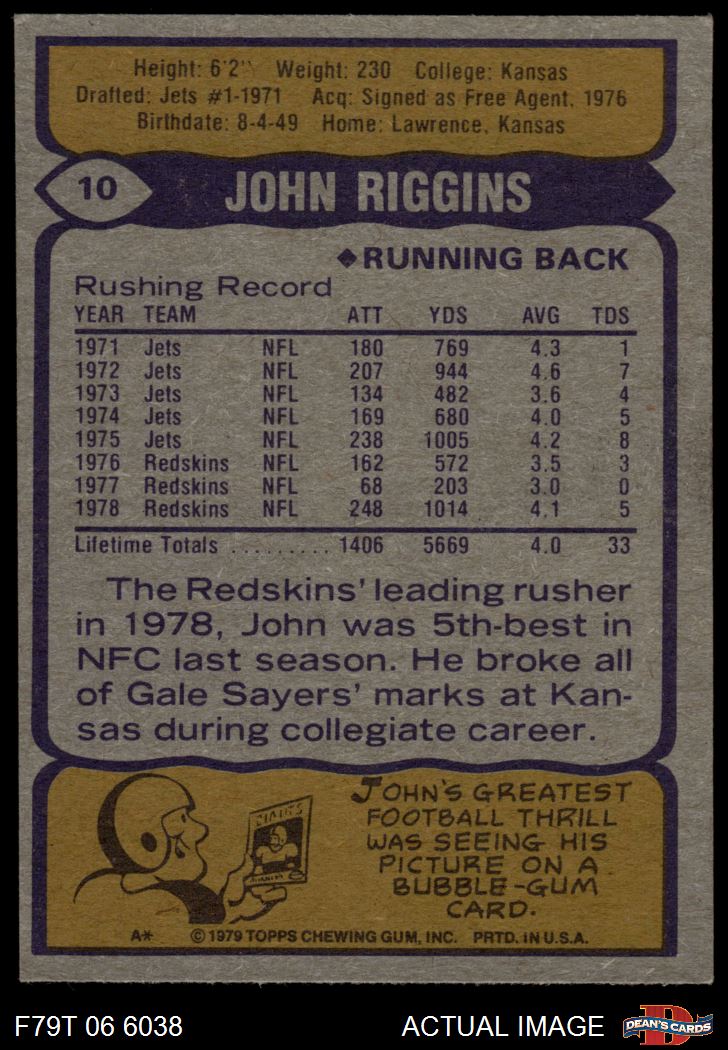 Height: 6'2" Weight: 230 College: Kansas
Drafted: Jets #1-1971 Acq: Signed as Free Agent, 1976
Birthdate: 8-4-49 Home: Lawrence, Kansas
10 JOHN RIGGINS
◆RUNNING BACK
Rushing Record
YEAR TEAM ATT YDS AVG TDS
1971 Jets NFL 180 769 4.3 1
1972 Jets NFL 207 944 4.6 7
1973 Jets NFL 134 482 3.6 4
1974 Jets NFL 169 680 4.0 5
1975 Jets NFL 238 1005 4.2 8
1976 Redskins NFL 162 572 3.5 3
1977 Redskins NFL 68 203 3.0 0
1978 Redskins NFL 248 1014 4.1 5
Lifetime Totals .......... 1406 5669 4.0 33
The Redskins' leading rusher
in 1978, John was 5th-best in
NFC last season. He broke all
of Gale Sayers' marks at Kan-
sas during collegiate career.
JOHN'S GREATEST
FOOTBALL THRILL
WAS SEEING HIS
PICTURE ON A
BUBBLE-GUM
CARD.
A* © 1979 TOPPS CHEWING GUM, INC. PRTD. IN U.S.A.
F79T 06 6038 ACTUAL IMAGE
D
DEAN'S CARDS